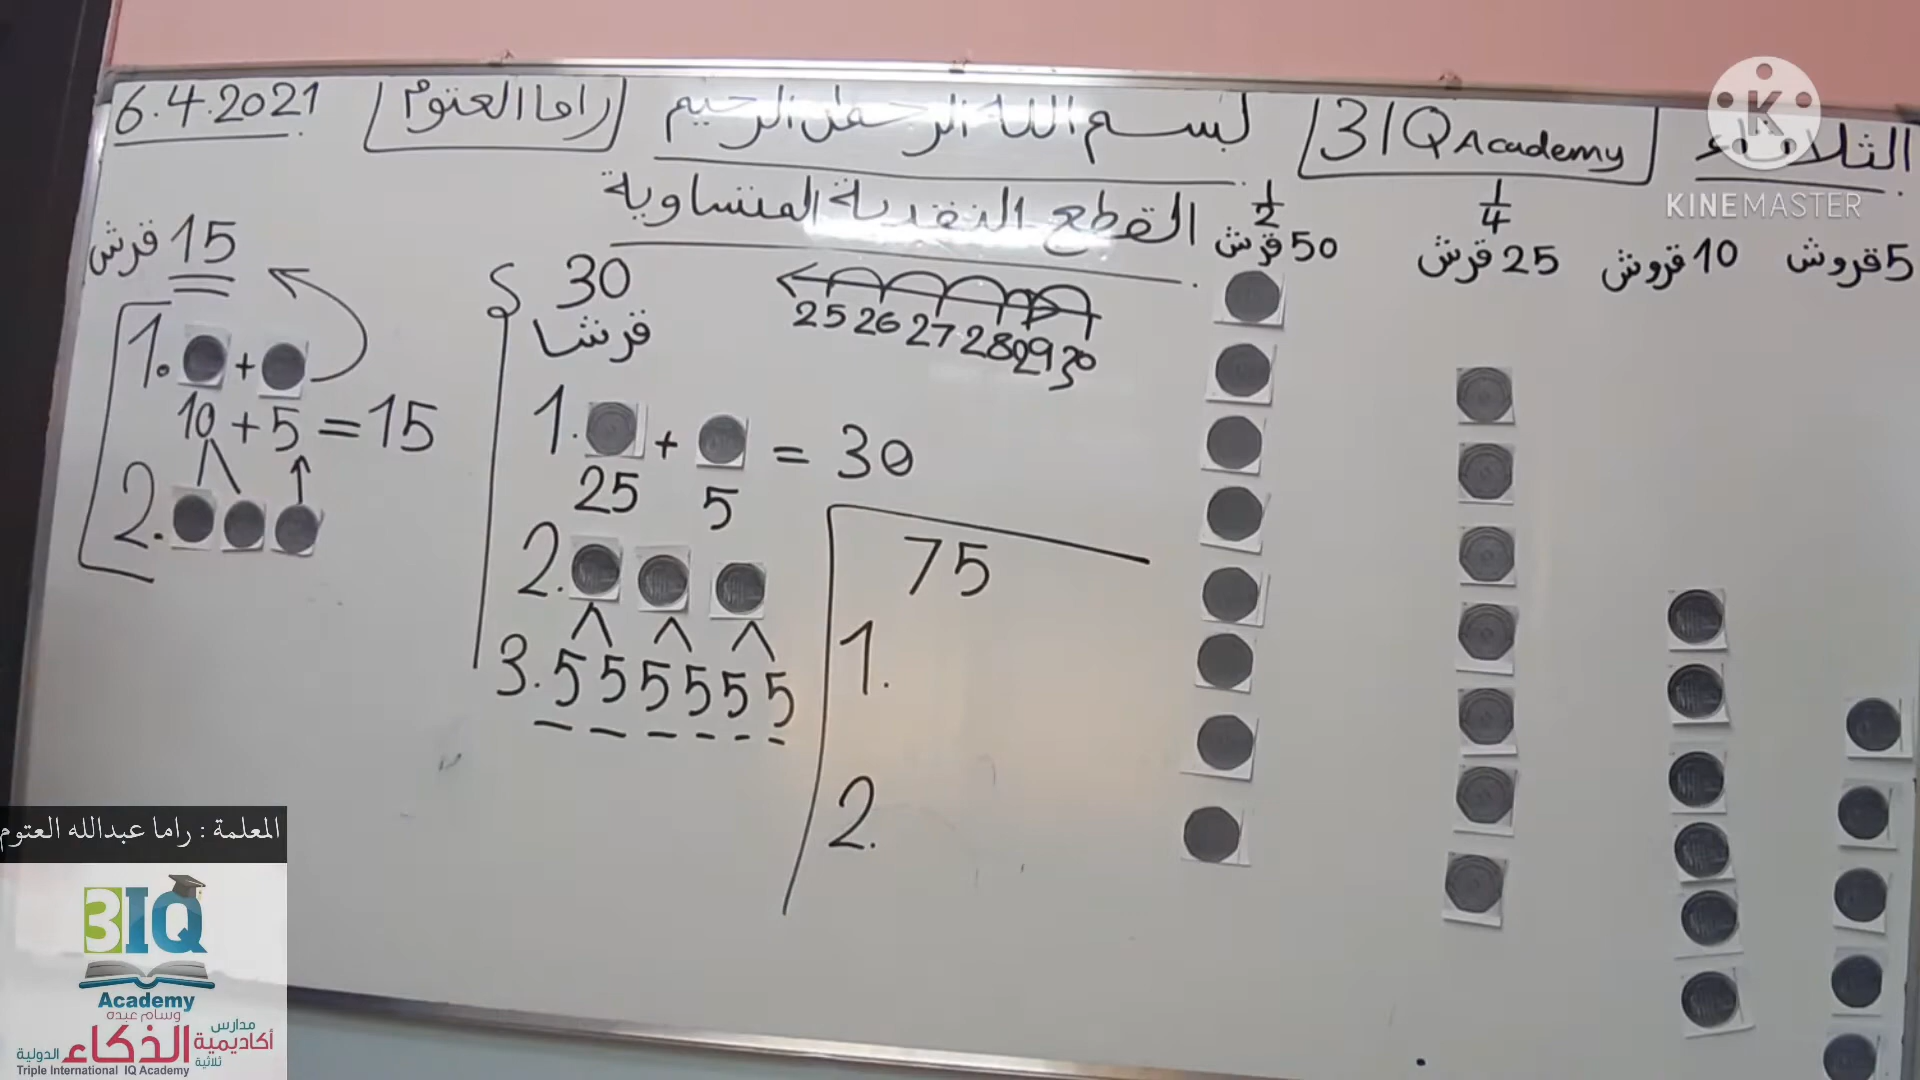 الثلاثاء
3IQ Academy
بسم الله الرحمن الرحيم
راما العتوم
6.4.2021
القطع النقدية المتساوية
KINEMASTER
5 قروش
10 قروش
1/4
25 قرش
1/2
50 قرش
15 قرش
1. + 
10 + 5 = 15
2.
30
قرشا
25 26 27 28 29 30
1. + = 30
25 5
2.
3. 5 5 5 5 5 5
75
1.
2.
المعلمة : راما عبدالله العتوم
3IQ
Academy
وسام عبده
مدارس
أكاديمية الذكاء الدولية
ثلاثية
Triple International IQ Academy